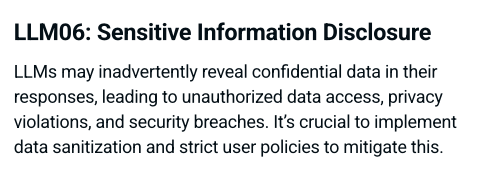 LLM06: Sensitive Information Disclosure
LLMs may inadvertently reveal confidential data in their
responses, leading to unauthorized data access, privacy
violations, and security breaches. It’s crucial to implement
data sanitization and strict user policies to mitigate this.